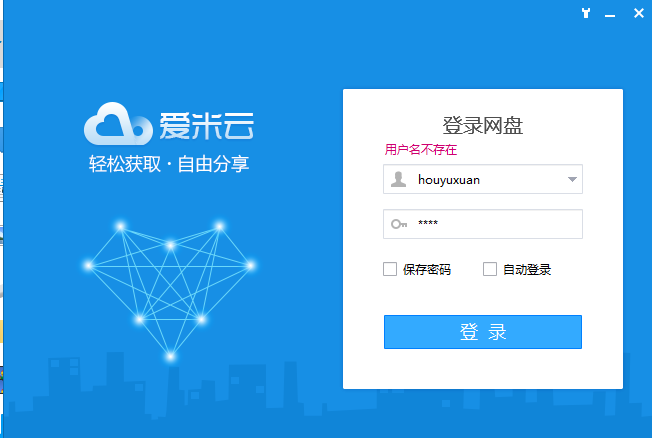 爱米云
轻松获取·自由分享
登录网盘
用户名不存在
houyuxuan
****
保存密码
自动登录
登 录